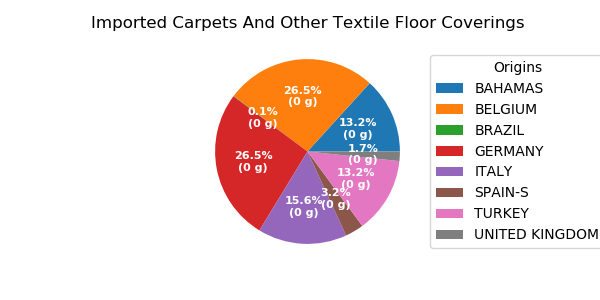 Imported Carpets And Other Textile Floor Coverings
Origins
BAHAMAS
BELGIUM
BRAZIL
GERMANY
ITALY
SPAIN-S
TURKEY
UNITED KINGDOM
13.2%
(0 g)
26.5%
(0 g)
0.1%
(0 g)
26.5%
(0 g)
15.6%
(0 g)
3.2%
(0 g)
13.2%
(0 g)
1.7%
(0 g)